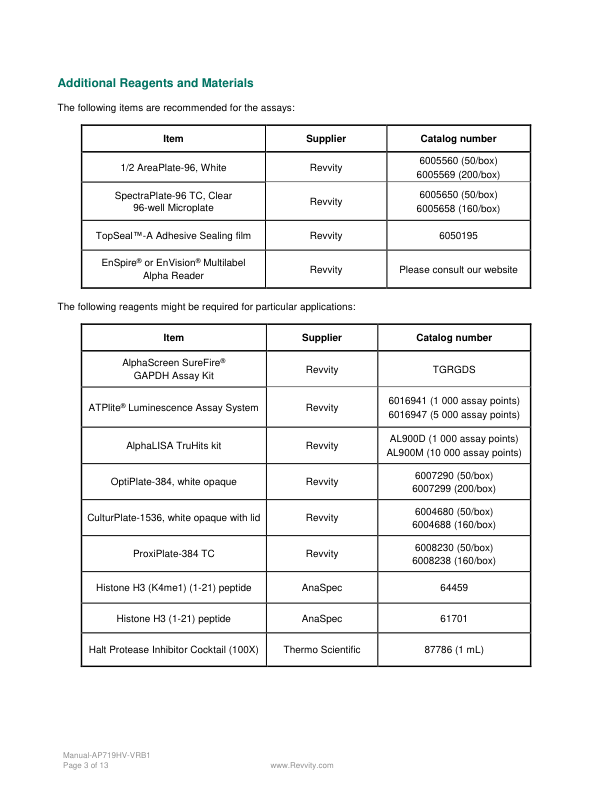 Additional Reagents and Materials
The following items are recommended for the assays:
Item Supplier Catalog number
1/2 AreaPlate-96, White Revvity 6005560 (50/box)
6005569 (200/box)
SpectraPlate-96 TC, Clear
96-well Microplate Revvity 6005650 (50/box)
6005658 (160/box)
TopSeal™-A Adhesive Sealing film Revvity 6050195
EnSpire® or EnVision® Multilabel
Alpha Reader Revvity Please consult our website
The following reagents might be required for particular applications:
Item Supplier Catalog number
AlphaScreen SureFire®
GAPDH Assay Kit Revvity TGRGDS
ATPlite® Luminescence Assay System Revvity 6016941 (1 000 assay points)
6016947 (5 000 assay points)
AlphaLISA TruHits kit Revvity AL900D (1 000 assay points)
AL900M (10 000 assay points)
OptiPlate-384, white opaque Revvity 6007290 (50/box)
6007299 (200/box)
CulturPlate-1536, white opaque with lid Revvity 6004680 (50/box)
6004688 (160/box)
ProxiPlate-384 TC Revvity 6008230 (50/box)
6008238 (160/box)
Histone H3 (K4me1) (1-21) peptide AnaSpec 64459
Histone H3 (1-21) peptide AnaSpec 61701
Halt Protease Inhibitor Cocktail (100X) Thermo Scientific 87786 (1 mL)
Manual-AP719HV-VRB1
Page 3 of 13 www.Revvity.com